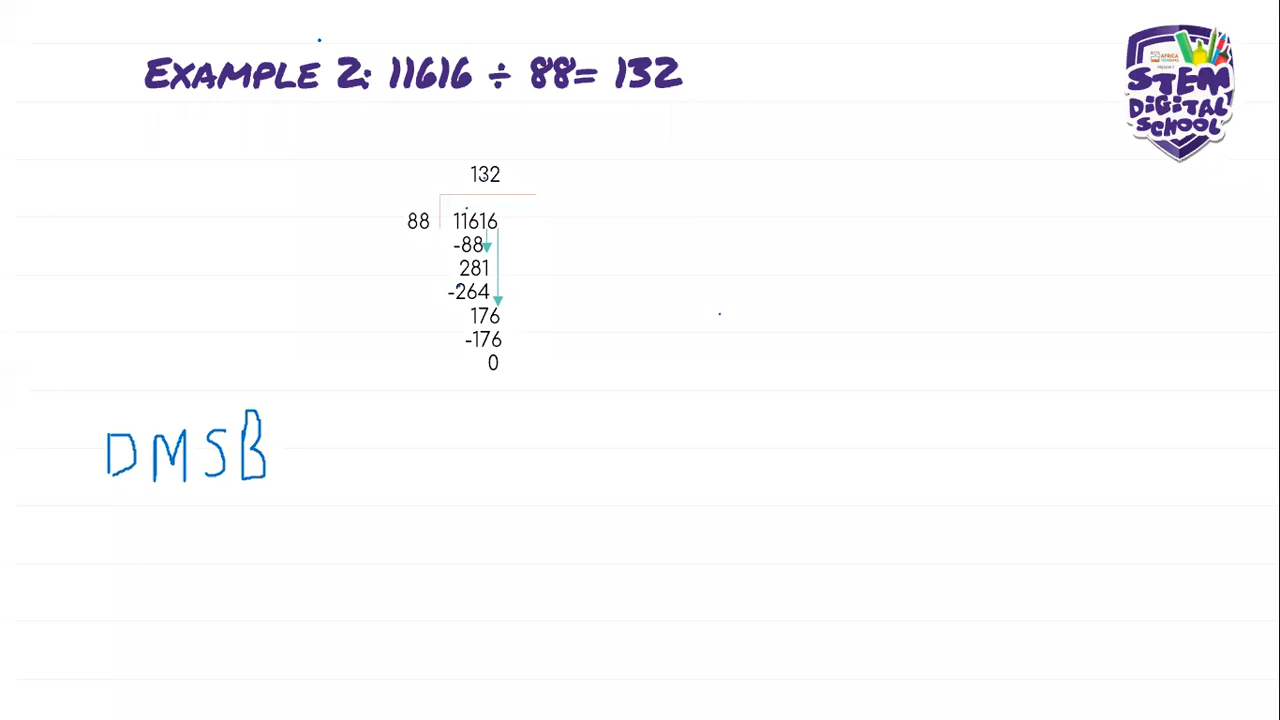 EXAMPLE 2: 11616 ÷ 88= 132
STEM
DIGITAL
SCHOOL
132
88 11616
-88
281
-264
176
-176
0
DMSB